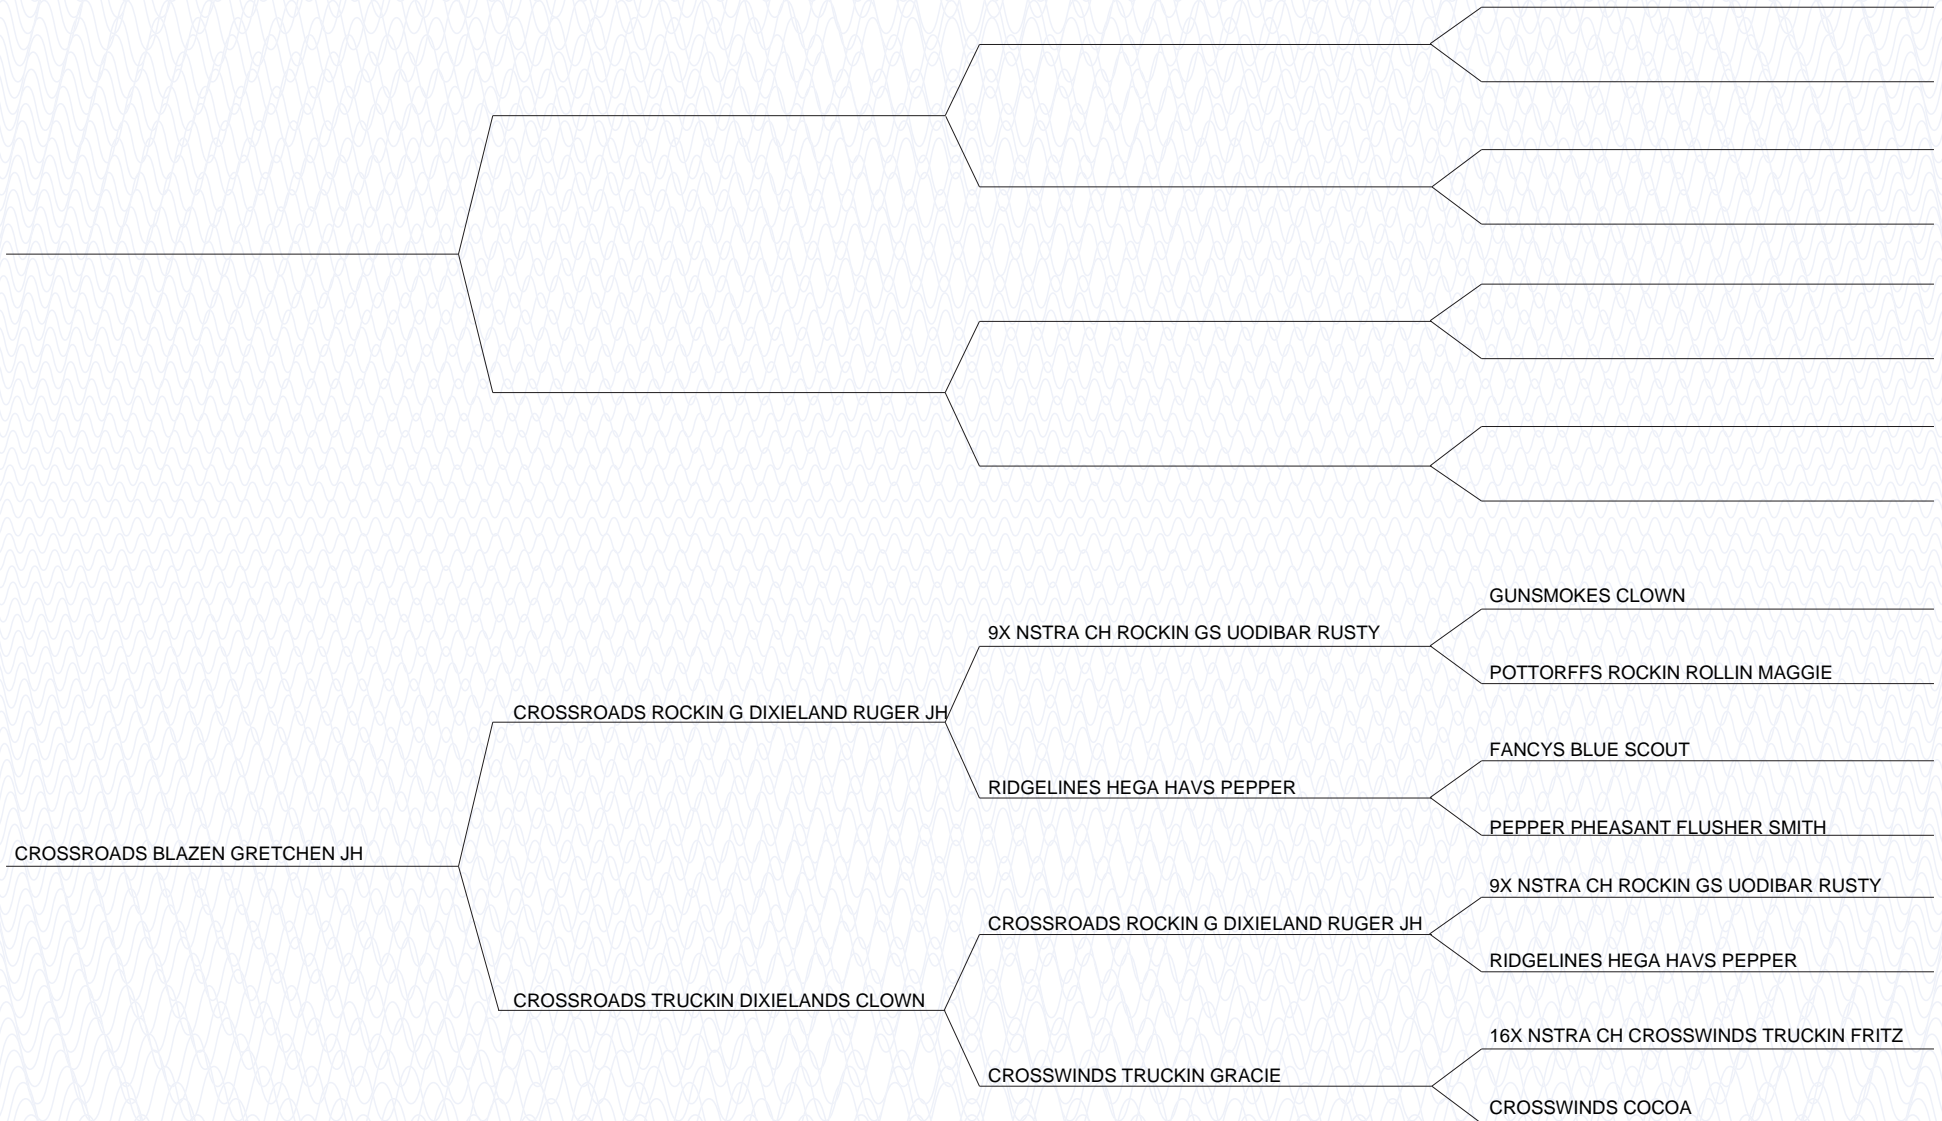 GUNSMOKES CLOWN
9X NSTRA CH ROCKIN GS UODIBAR RUSTY
POTTORFFS ROCKIN ROLLIN MAGGIE
CROSSROADS ROCKIN G DIXIELAND RUGER JH
FANCYS BLUE SCOUT
RIDGELINES HEGA HAVS PEPPER
PEPPER PHEASANT FLUSHER SMITH
CROSSROADS BLAZEN GRETCHEN JH
9X NSTRA CH ROCKIN GS UODIBAR RUSTY
CROSSROADS ROCKIN G DIXIELAND RUGER JH
RIDGELINES HEGA HAVS PEPPER
CROSSROADS TRUCKIN DIXIELANDS CLOWN
16X NSTRA CH CROSSWINDS TRUCKIN FRITZ
CROSSWINDS TRUCKIN GRACIE
CROSSWINDS COCOA